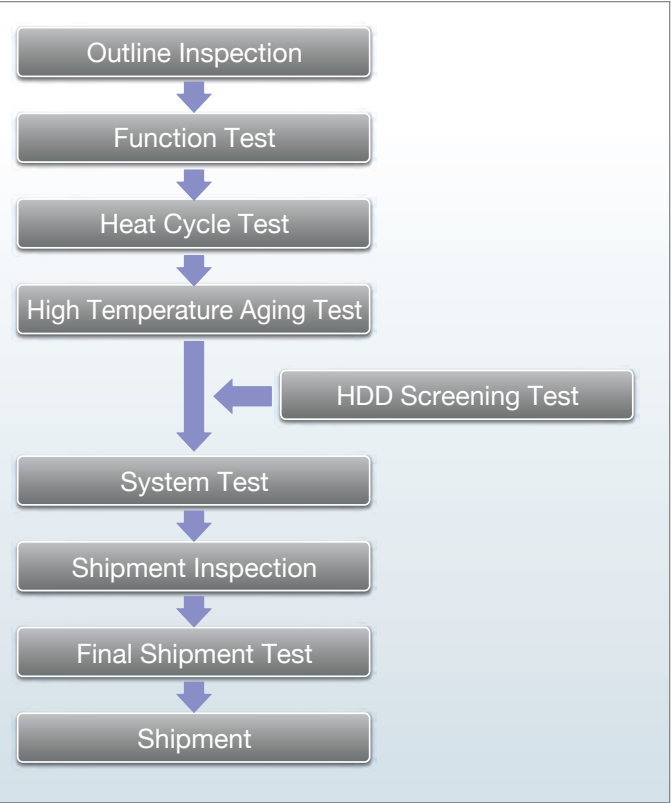 Outline Inspection
Function Test
Heat Cycle Test
High Temperature Aging Test
HDD Screening Test
System Test
Shipment Inspection
Final Shipment Test
Shipment